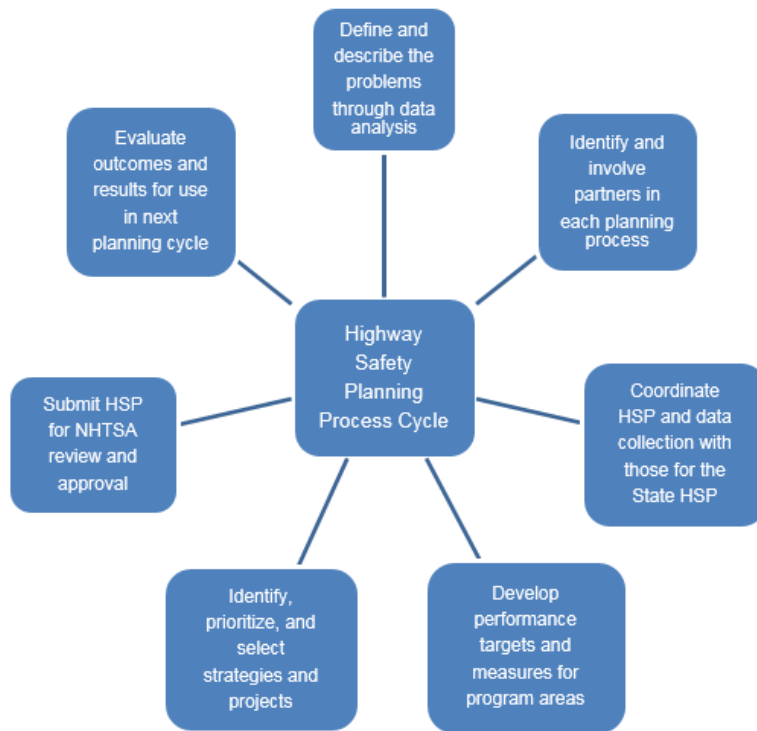 Define and
describe the
problems
through data
analysis
Identify and
involve
partners in
each planning
process
Coordinate
HSP and data
collection with
those for the
State HSP
Develop
performance
targets and
measures for
program areas
Identify,
prioritize, and
select
strategies and
projects
Submit HSP
for NHTSA
review and
approval
Evaluate
outcomes and
results for use
in next
planning cycle
Highway
Safety
Planning
Process Cycle